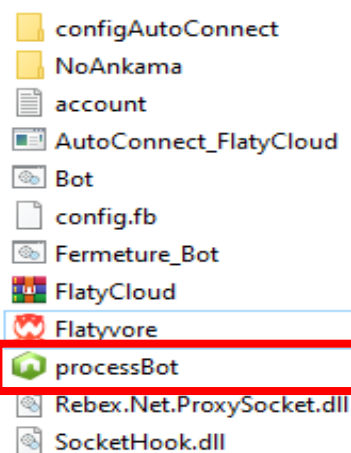 configAutoConnect
NoAnkama
account
AutoConnect_FlatyCloud
Bot
config.fb
Fermeture_Bot
FlatyCloud
Flatyvore
processBot
Rebex.Net.ProxySocket.dll
SocketHook.dll